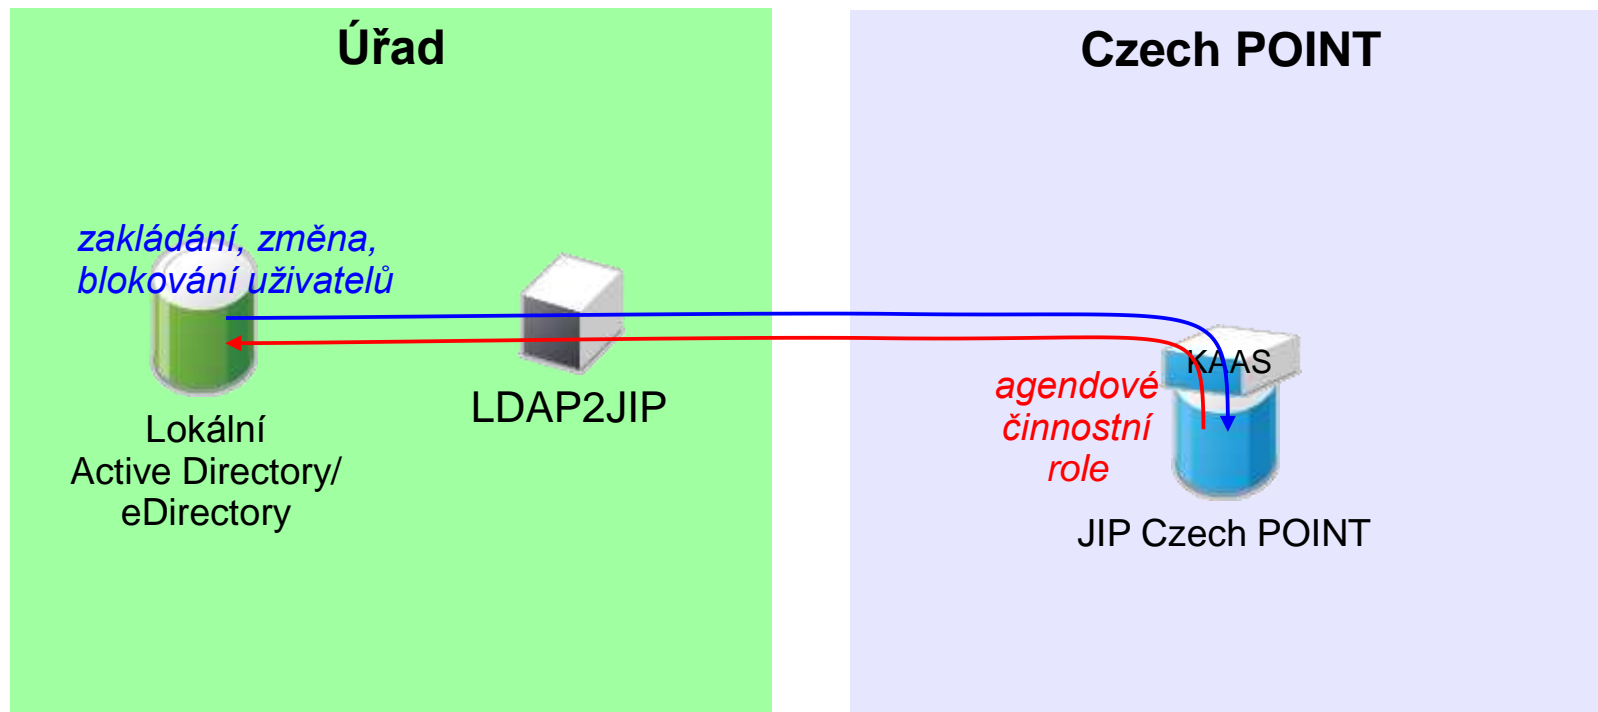 Úřad
zakládání, změna,
blokování uživatelů
LDAP2JIP
Lokální
Active Directory/
eDirectory
Czech POINT
KAAS
agendové
činnostní
role
JIP Czech POINT